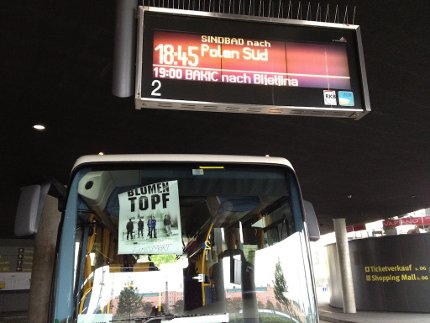 SINDBAD nach
18:45 Polen Süd
19:00 BAKIC nach Bijeljina
2
BLUMEN
TOPF
Ticketverkauf
Shopping Mall